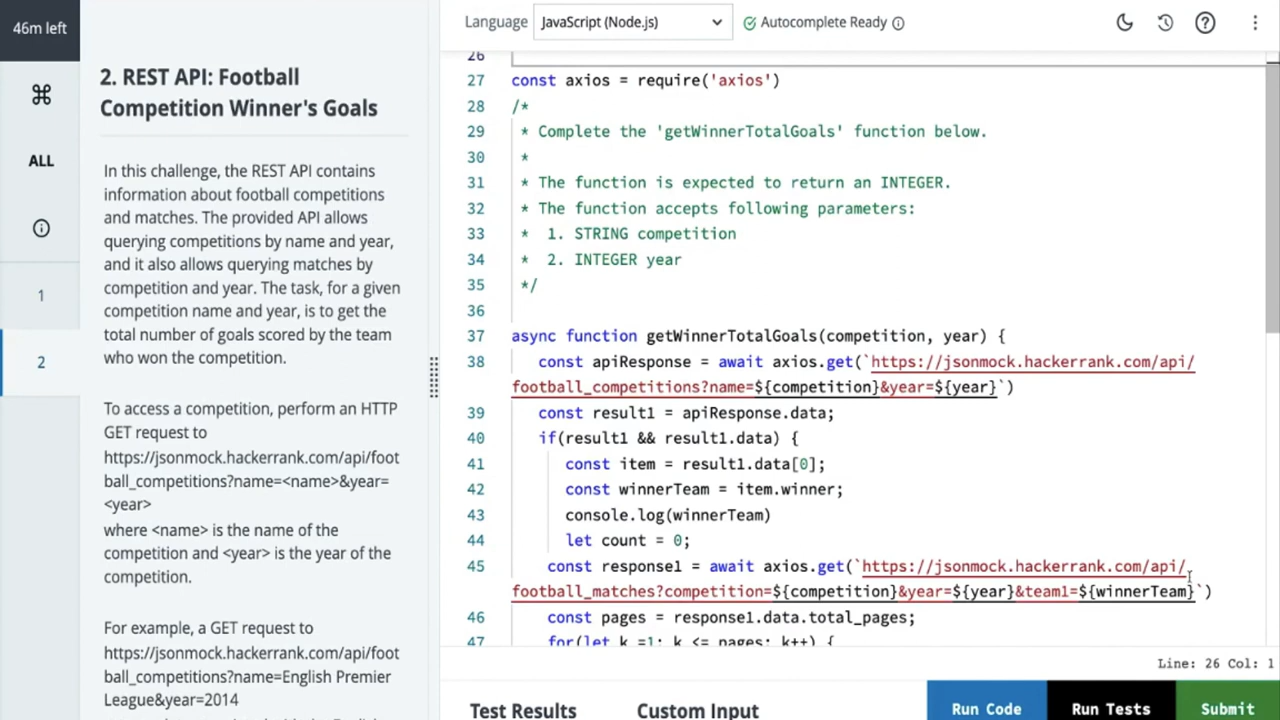 46m left
ALL
1
2
2. REST API: Football
Competition Winner's Goals
In this challenge, the REST API contains
information about football competitions
and matches. The provided API allows
querying competitions by name and year,
and it also allows querying matches by
competition and year. The task, for a given
competition name and year, is to get the
total number of goals scored by the team
who won the competition.
To access a competition, perform an HTTP
GET request to
https://jsonmock.hackerrank.com/api/foot
ball_competitions?name=<name>&year=
<year>
where <name> is the name of the
competition and <year> is the year of the
competition.
For example, a GET request to
https://jsonmock.hackerrank.com/api/foot
ball_competitions?name=English Premier
League&year=2014
Language JavaScript (Node.js) Autocomplete Ready
26
27 const axios = require('axios')
28 /*
29 * Complete the 'getWinnerTotalGoals' function below.
30 *
31 * The function is expected to return an INTEGER.
32 * The function accepts following parameters:
33 * 1. STRING competition
34 * 2. INTEGER year
35 */
36
37 async function getWinnerTotalGoals(competition, year) {
38 const apiResponse = await axios.get(`https://jsonmock.hackerrank.com/api/
football_competitions?name=${competition}&year=${year}`)
39 const result1 = apiResponse.data;
40 if(result1 && result1.data) {
41 const item = result1.data[0];
42 const winnerTeam = item.winner;
43 console.log(winnerTeam)
44 let count = 0;
45 const response1 = await axios.get(`https://jsonmock.hackerrank.com/api/
football_matches?competition=${competition}&year=${year}&team1=${winnerTeam}`)
46 const pages = response1.data.total_pages;
47 for(let k =1; k <= pages; k++) {
Line: 26 Col: 1
Test Results Custom Input Run Code Run Tests Submit